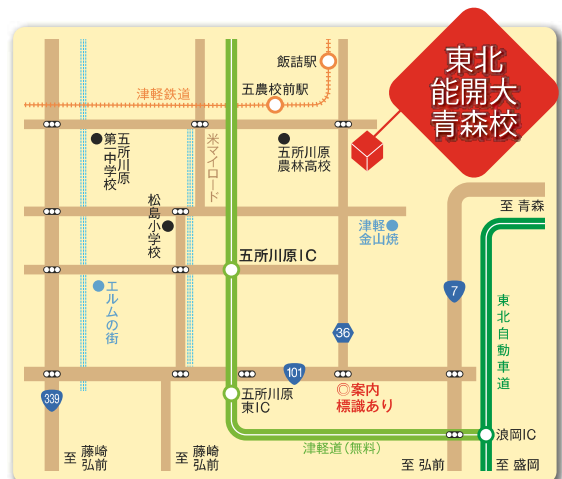 東北
能開大
青森校
飯詰駅
津軽鉄道
五農校前駅
五所川原
第一中学校
米マイロード
五所川原
農林高校
松島小学校
至 青森
津軽
金山焼
五所川原IC
エルムの街
7
36
東北自動車道
101
339
◎案内
標識あり
五所川原
東IC
浪岡IC
津軽道(無料)
至 藤崎
弘前
至 藤崎
弘前
至 弘前
至 盛岡